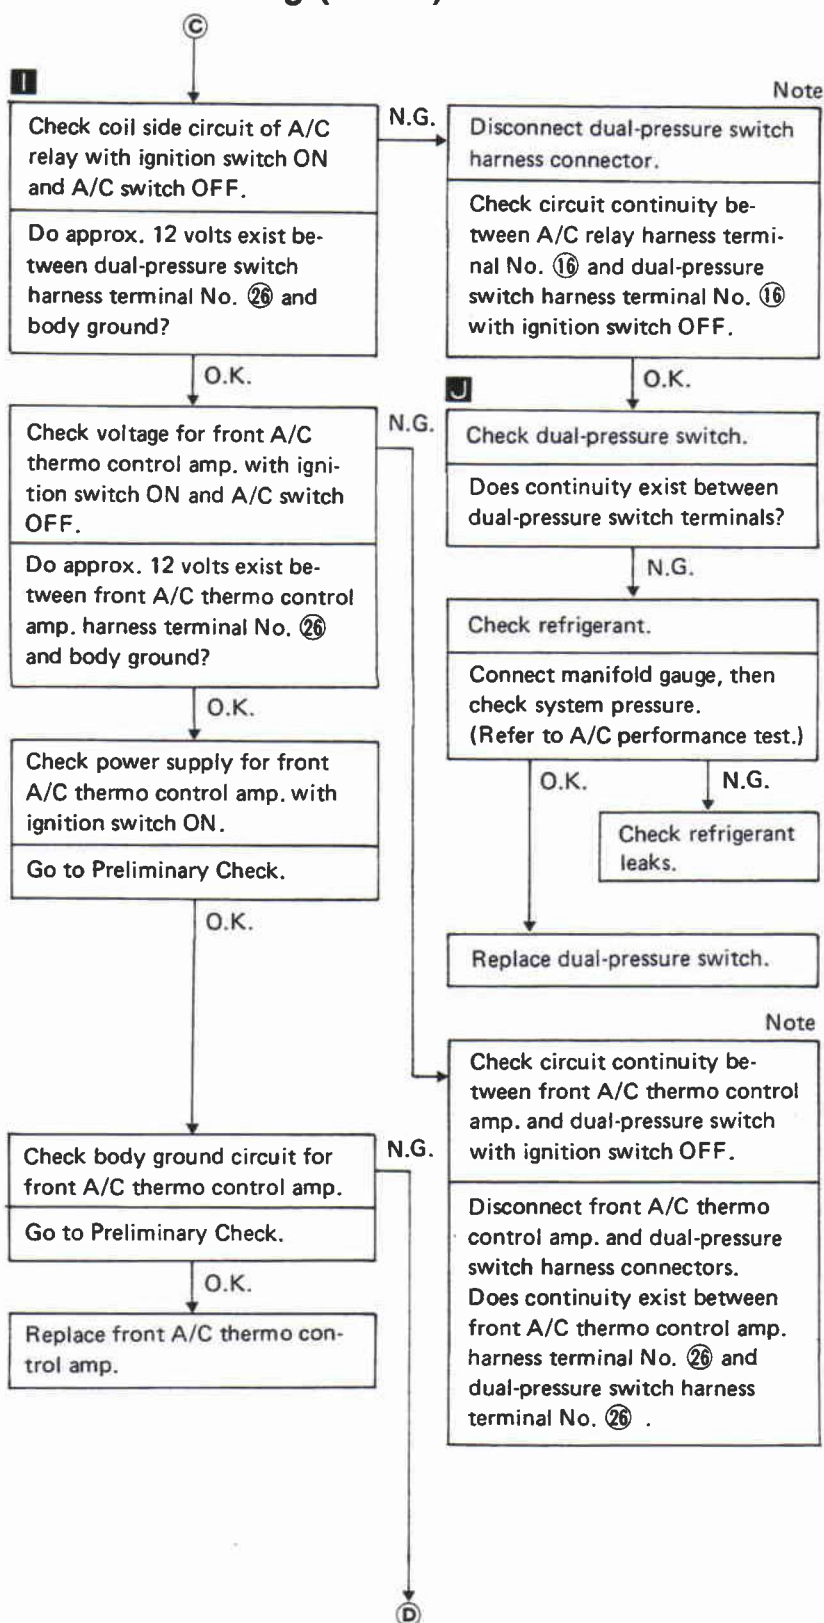 Ⓒ
I
Check coil side circuit of A/C
relay with ignition switch ON
and A/C switch OFF.
Do approx. 12 volts exist be-
tween dual-pressure switch
harness terminal No. ㉖ and
body ground?
N.G.
Note
Disconnect dual-pressure switch
harness connector.
Check circuit continuity be-
tween A/C relay harness termi-
nal No. ⑯ and dual-pressure
switch harness terminal No. ⑯
with ignition switch OFF.
O.K.
O.K.
J
Check voltage for front A/C
thermo control amp. with igni-
tion switch ON and A/C switch
OFF.
Do approx. 12 volts exist be-
tween front A/C thermo control
amp. harness terminal No. ㉖
and body ground?
N.G.
Check dual-pressure switch.
Does continuity exist between
dual-pressure switch terminals?
N.G.
Check refrigerant.
Connect manifold gauge, then
check system pressure.
(Refer to A/C performance test.)
O.K.
N.G.
Check refrigerant
leaks.
Replace dual-pressure switch.
O.K.
Check power supply for front
A/C thermo control amp. with
ignition switch ON.
Go to Preliminary Check.
O.K.
Note
Check circuit continuity be-
tween front A/C thermo control
amp. and dual-pressure switch
with ignition switch OFF.
Disconnect front A/C thermo
control amp. and dual-pressure
switch harness connectors.
Does continuity exist between
front A/C thermo control amp.
harness terminal No. ㉖ and
dual-pressure switch harness
terminal No. ㉖ .
Check body ground circuit for
front A/C thermo control amp.
Go to Preliminary Check.
N.G.
O.K.
Replace front A/C thermo con-
trol amp.
Ⓓ